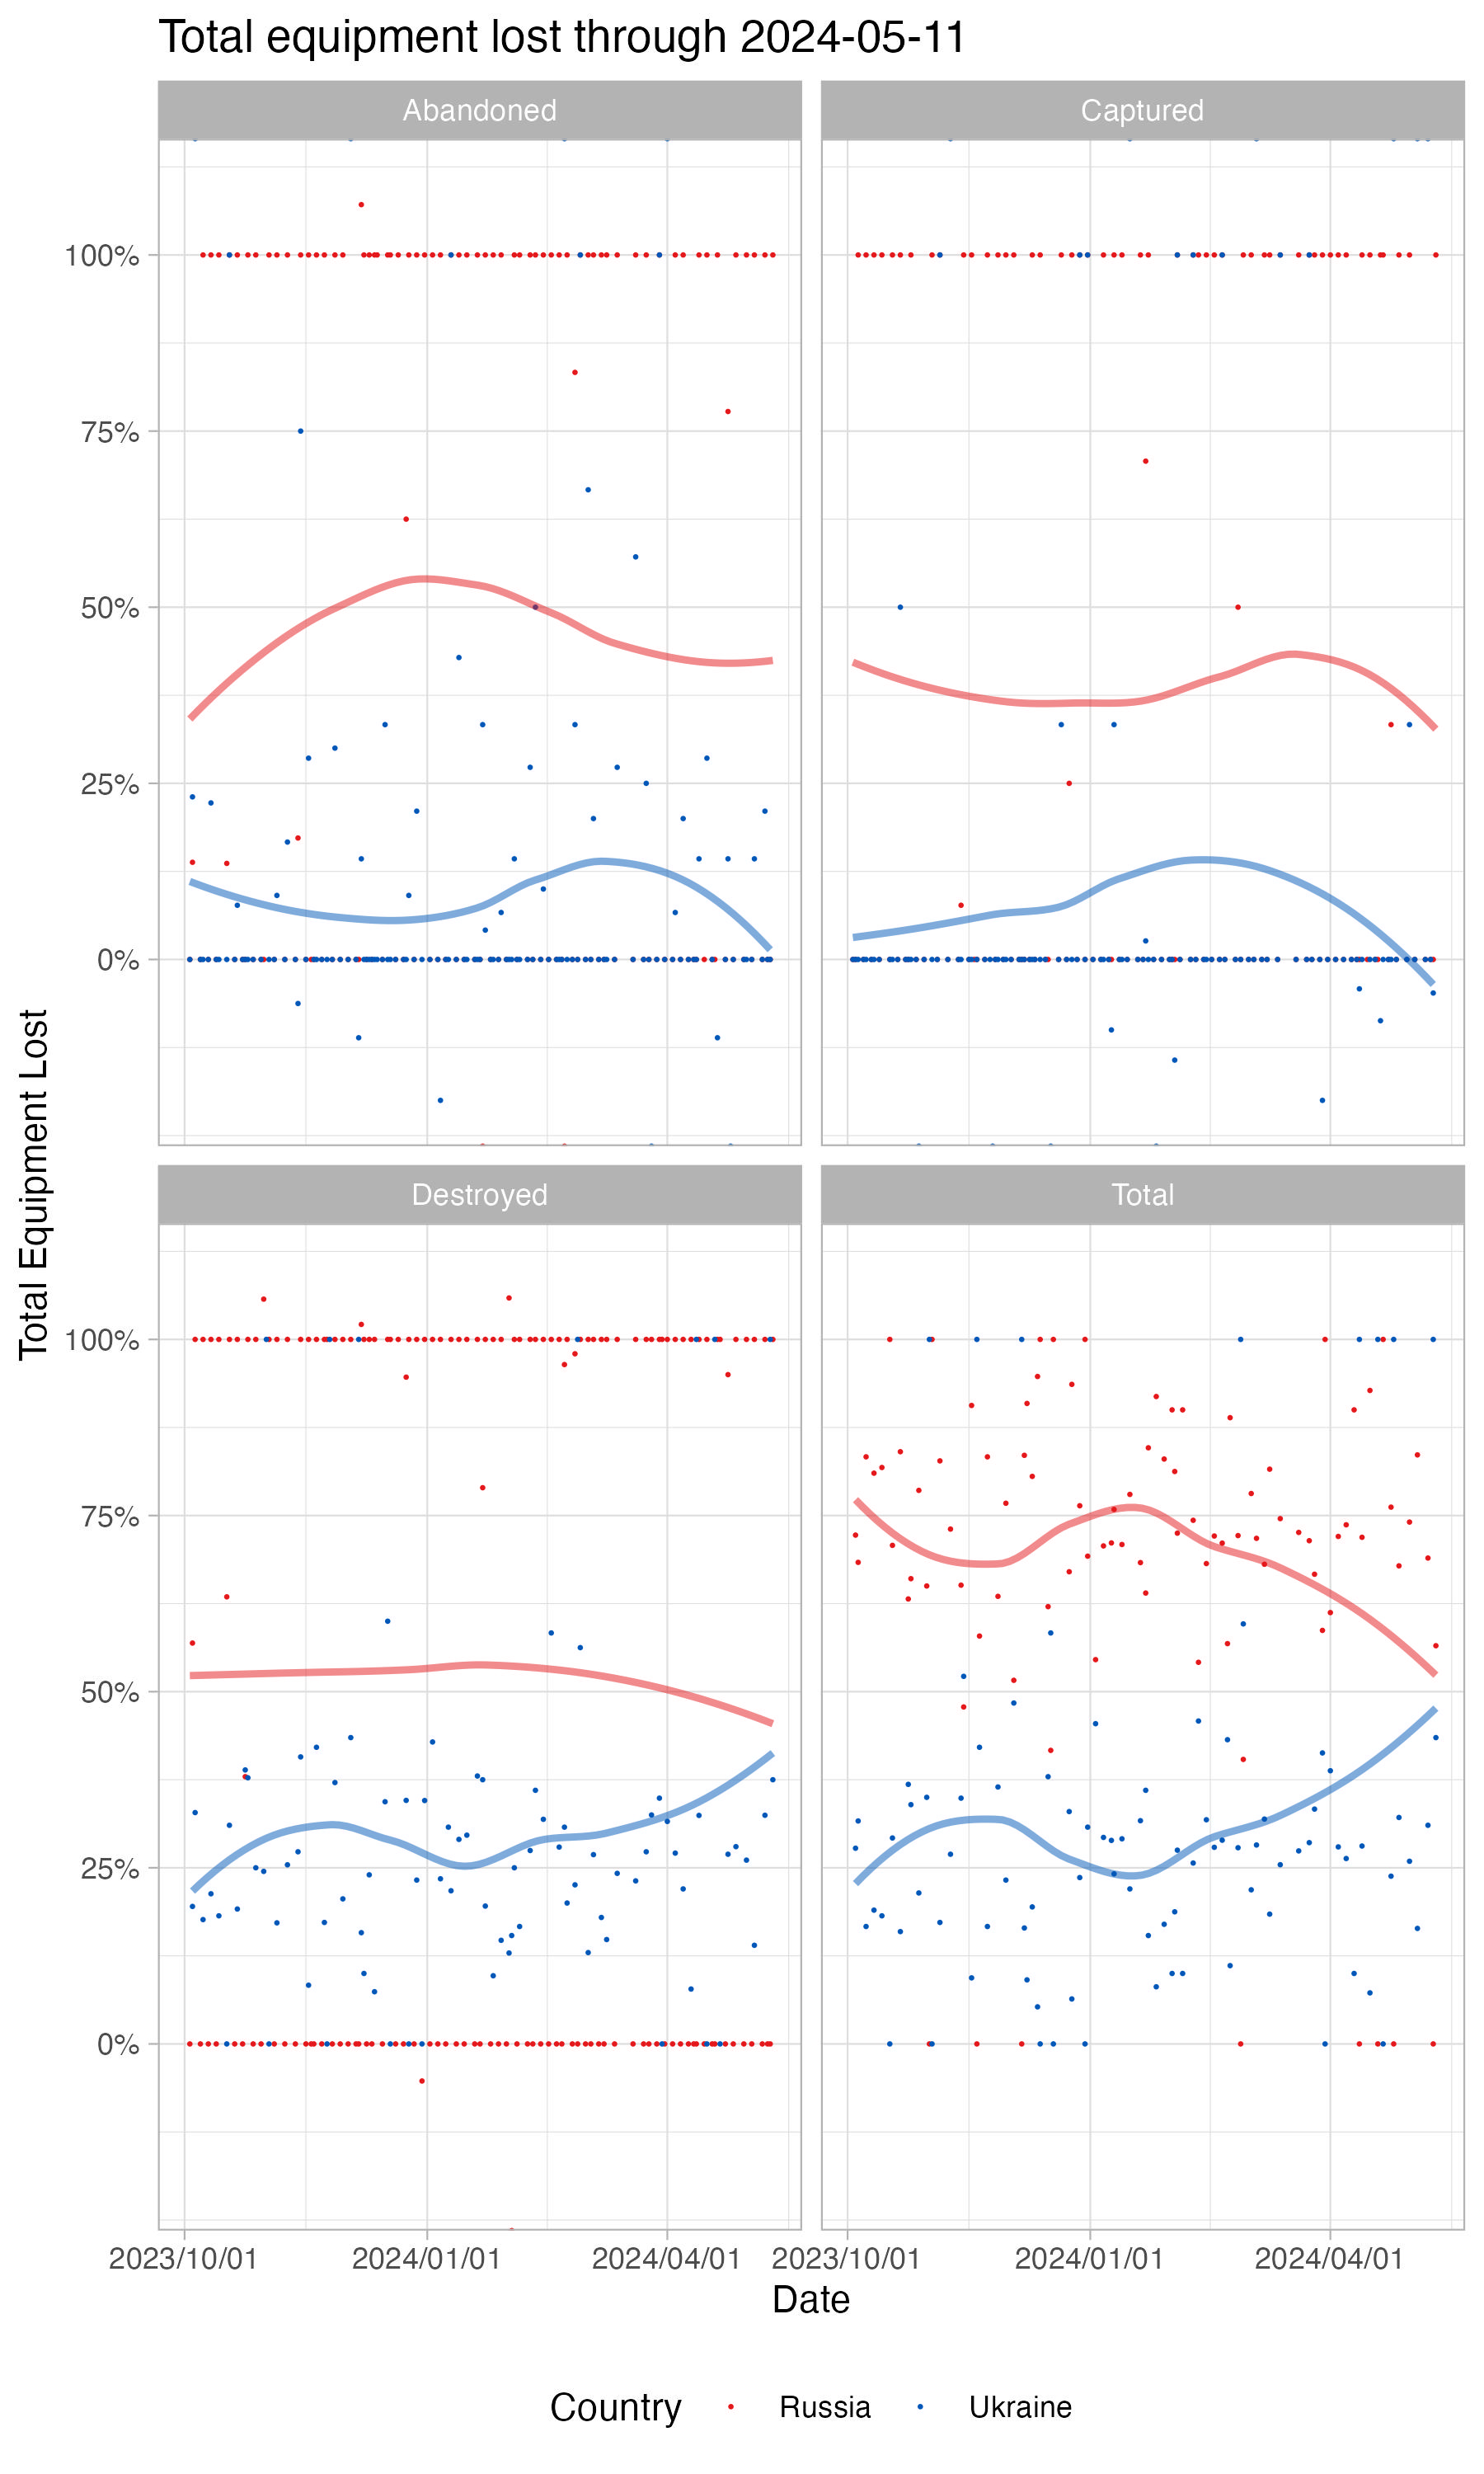 Total equipment lost through 2024-05-11
Abandoned
Captured
100%
75%
50%
25%
0%
Total Equipment Lost
Destroyed
Total
100%
75%
50%
25%
0%
2023/10/01
2024/01/01
2024/04/01
2023/10/01
2024/01/01
2024/04/01
Date
Country
Russia
Ukraine